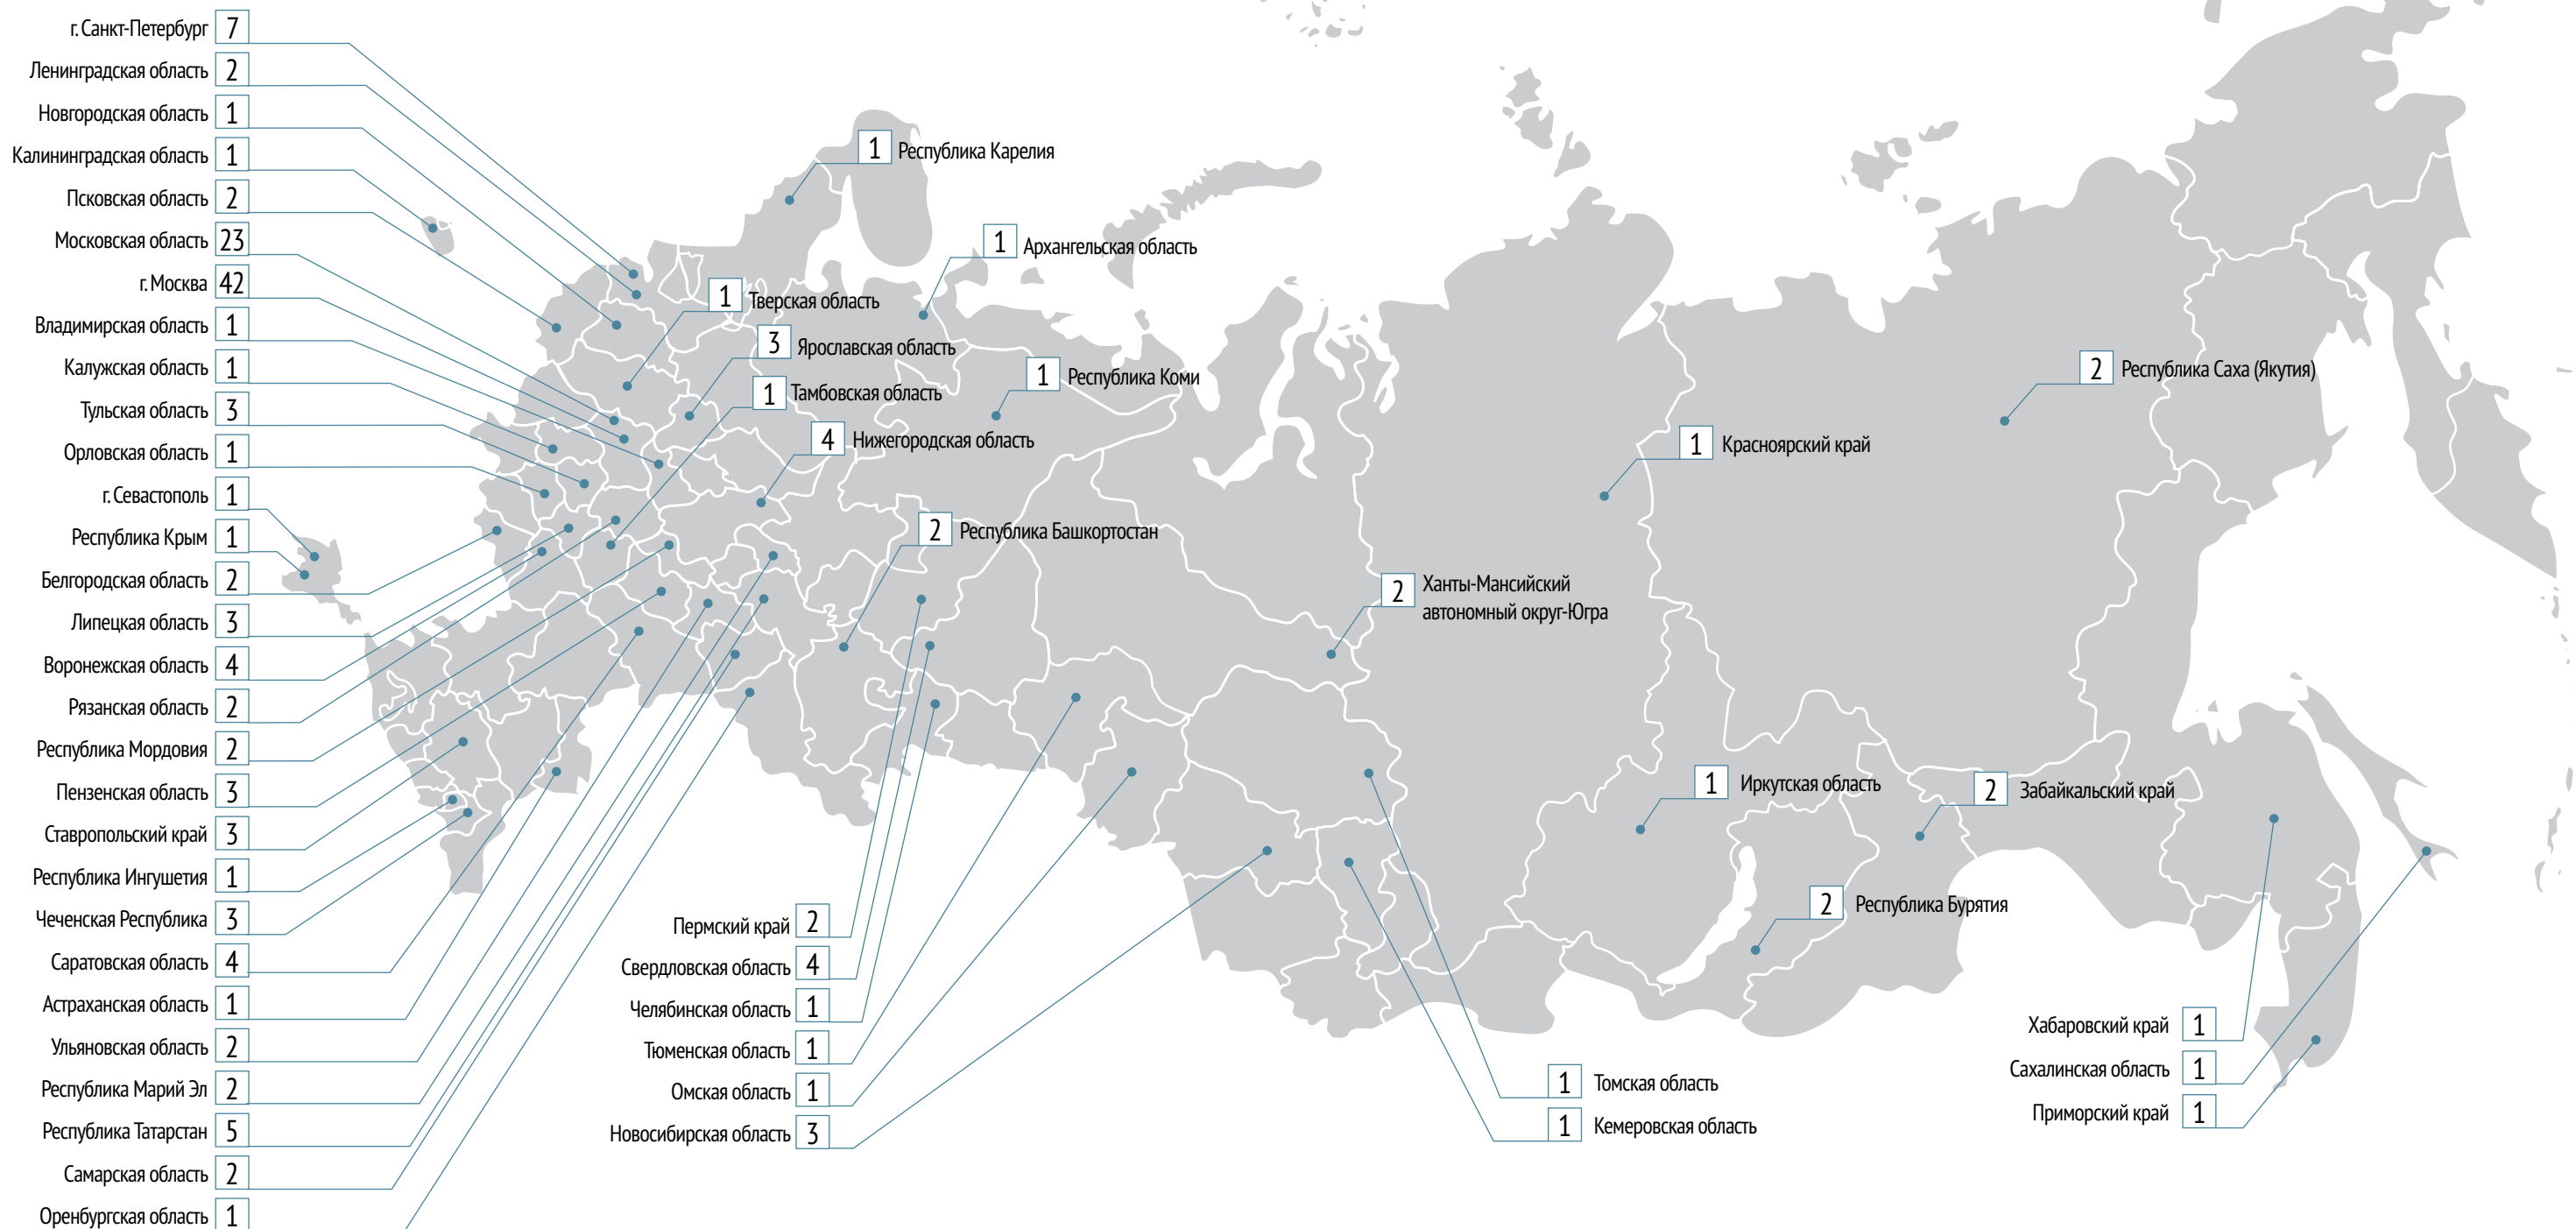 г. Санкт-Петербург 7
Ленинградская область 2
Новгородская область 1
Калининградская область 1
Псковская область 2
Московская область 23
г. Москва 42
Владимирская область 1
Калужская область 1
Тульская область 3
Орловская область 1
г. Севастополь 1
Республика Крым 1
Белгородская область 2
Липецкая область 3
Воронежская область 4
Рязанская область 2
Республика Мордовия 2
Пензенская область 3
Ставропольский край 3
Республика Ингушетия 1
Чеченская Республика 3
Саратовская область 4
Астраханская область 1
Ульяновская область 2
Республика Марий Эл 2
Республика Татарстан 5
Самарская область 2
Оренбургская область 1
1 Республика Карелия
1 Архангельская область
1 Тверская область
3 Ярославская область
1 Республика Коми
1 Тамбовская область
4 Нижегородская область
2 Республика Башкортостан
2 Ханты-Мансийский
автономный округ-Югра
1 Красноярский край
2 Республика Саха (Якутия)
1 Иркутская область
2 Забайкальский край
2 Республика Бурятия
Пермский край 2
Свердловская область 4
Челябинская область 1
Тюменская область 1
Омская область 1
Новосибирская область 3
1 Томская область
1 Кемеровская область
Хабаровский край 1
Сахалинская область 1
Приморский край 1